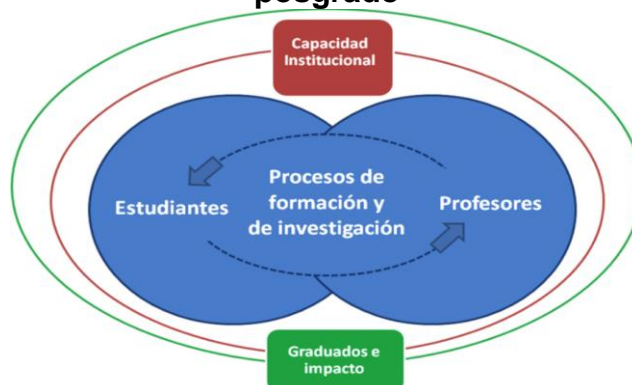 posgrado
Capacidad
Institucional
Estudiantes
Procesos de
formación y
de investigación
Profesores
Graduados e
impacto